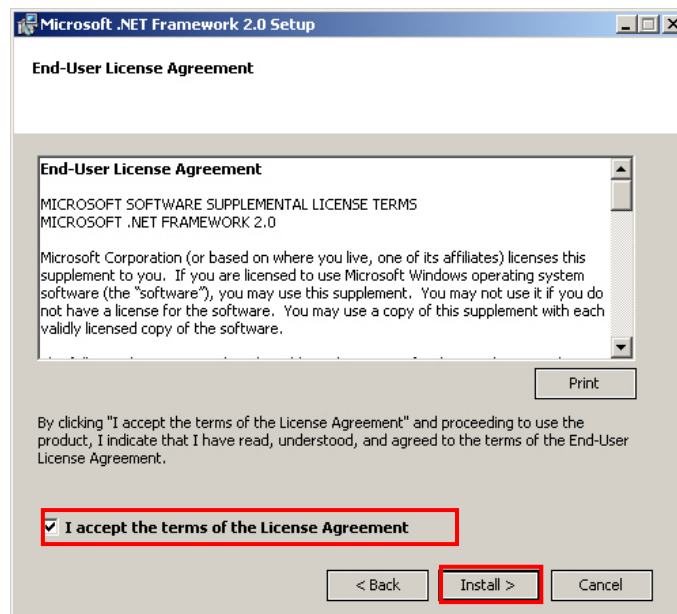 Microsoft .NET Framework 2.0 Setup
End-User License Agreement
End-User License Agreement
MICROSOFT SOFTWARE SUPPLEMENTAL LICENSE TERMS
MICROSOFT .NET FRAMEWORK 2.0
Microsoft Corporation (or based on where you live, one of its affiliates) licenses this
supplement to you.  If you are licensed to use Microsoft Windows operating system
software (the “software”), you may use this supplement.  You may not use it if you do
not have a license for the software.  You may use a copy of this supplement with each
validly licensed copy of the software.
Print
By clicking "I accept the terms of the License Agreement" and proceeding to use the
product, I indicate that I have read, understood, and agreed to the terms of the End-User
License Agreement.
I accept the terms of the License Agreement
< Back
Install >
Cancel